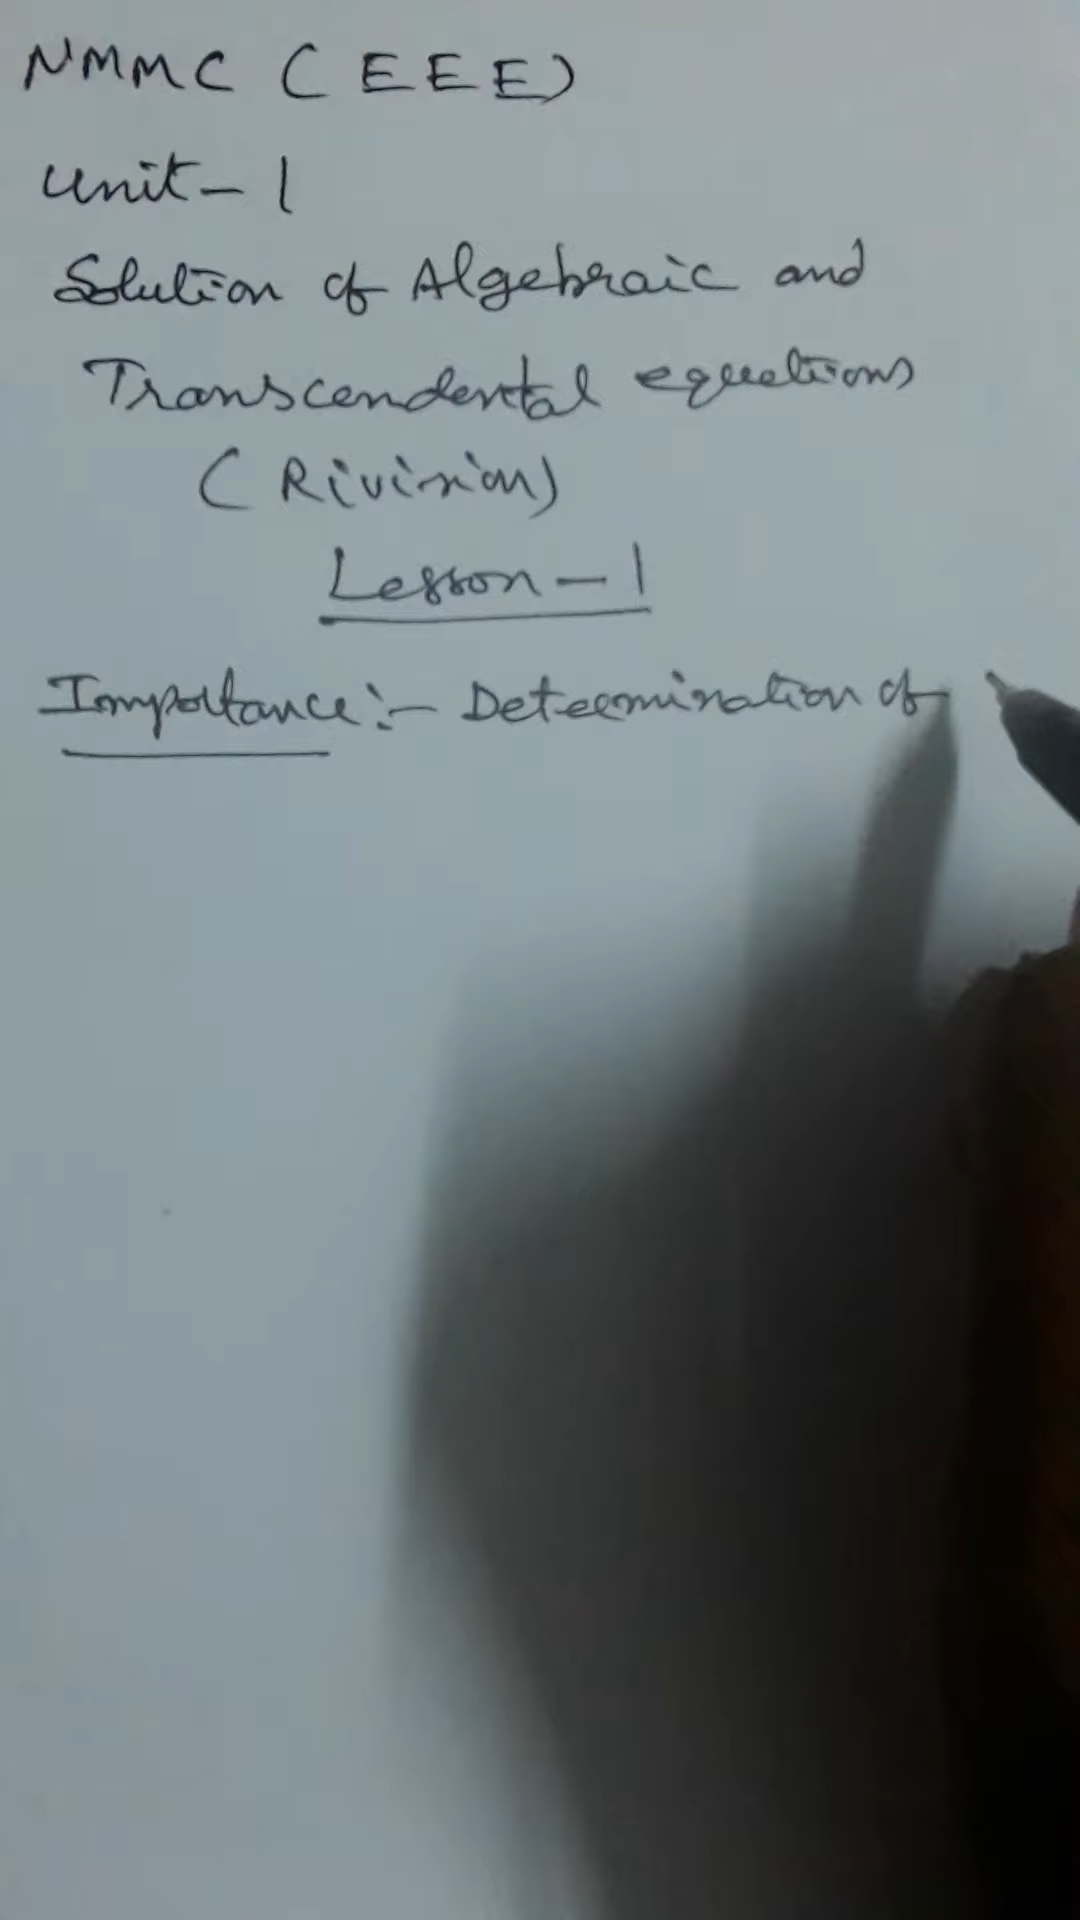 NMMC (EEE)
Unit-1
Solution of Algebraic and
Transcendental equations
(Rivision)
Lesson-1
Importance:- Determination of